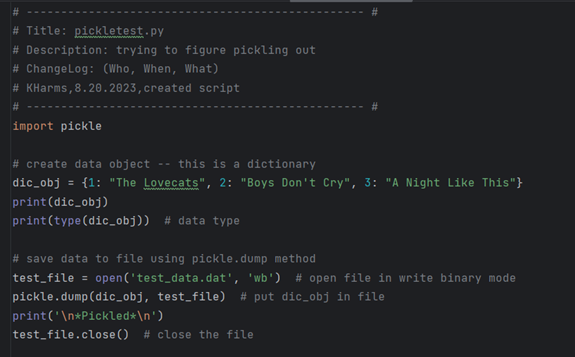 # ------------------------------------------------- #
# Title: pickletest.py
# Description: trying to figure pickling out
# ChangeLog: (Who, When, What)
# KHarms,8.20.2023,created script
# ------------------------------------------------- #
import pickle
# create data object -- this is a dictionary
dic_obj = {1: "The Lovecats", 2: "Boys Don't Cry", 3: "A Night Like This"}
print(dic_obj)
print(type(dic_obj))  # data type
# save data to file using pickle.dump method
test_file = open('test_data.dat', 'wb')  # open file in write binary mode
pickle.dump(dic_obj, test_file)  # put dic_obj in file
print('\n*Pickled*\n')
test_file.close()  # close the file